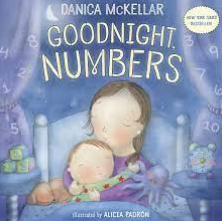 DANICA McKELLAR
GOODNIGHT,
NUMBERS
NEW YORK TIMES
BESTSELLER
illustrated by ALICIA PADRÓN